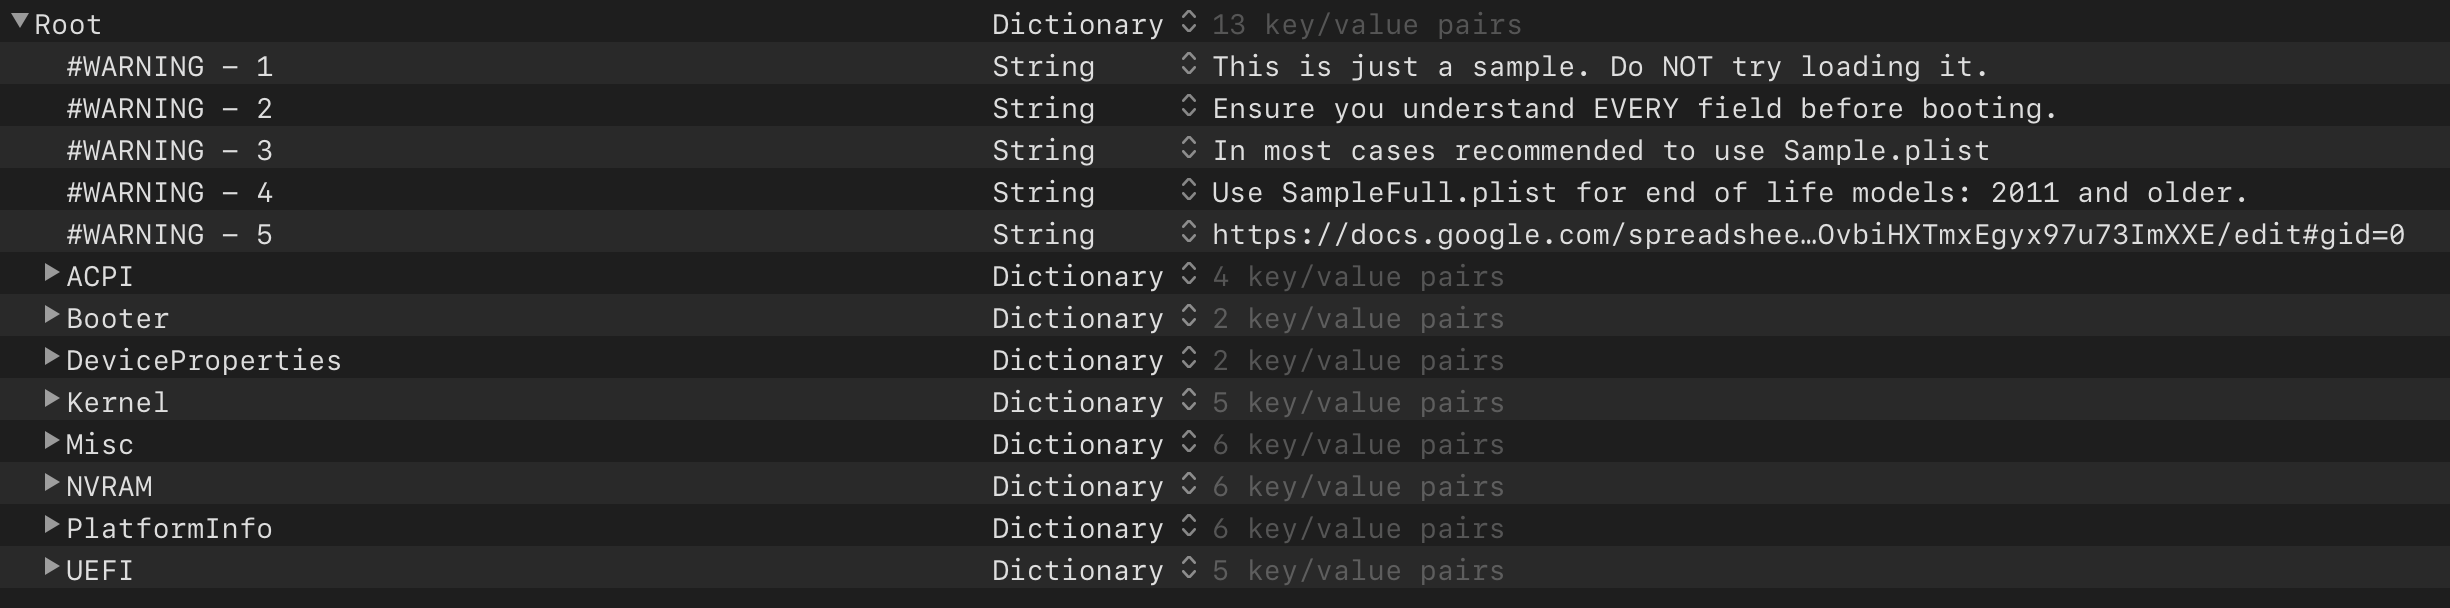 Root Dictionary 13 key/value pairs
#WARNING - 1 String This is just a sample. Do NOT try loading it.
#WARNING - 2 String Ensure you understand EVERY field before booting.
#WARNING - 3 String In most cases recommended to use Sample.plist
#WARNING - 4 String Use SampleFull.plist for end of life models: 2011 and older.
#WARNING - 5 String https://docs.google.com/spreadshee…OvbiHXTmxEgyx97u73ImXXE/edit#gid=0
ACPI Dictionary 4 key/value pairs
Booter Dictionary 2 key/value pairs
DeviceProperties Dictionary 2 key/value pairs
Kernel Dictionary 5 key/value pairs
Misc Dictionary 6 key/value pairs
NVRAM Dictionary 6 key/value pairs
PlatformInfo Dictionary 6 key/value pairs
UEFI Dictionary 5 key/value pairs